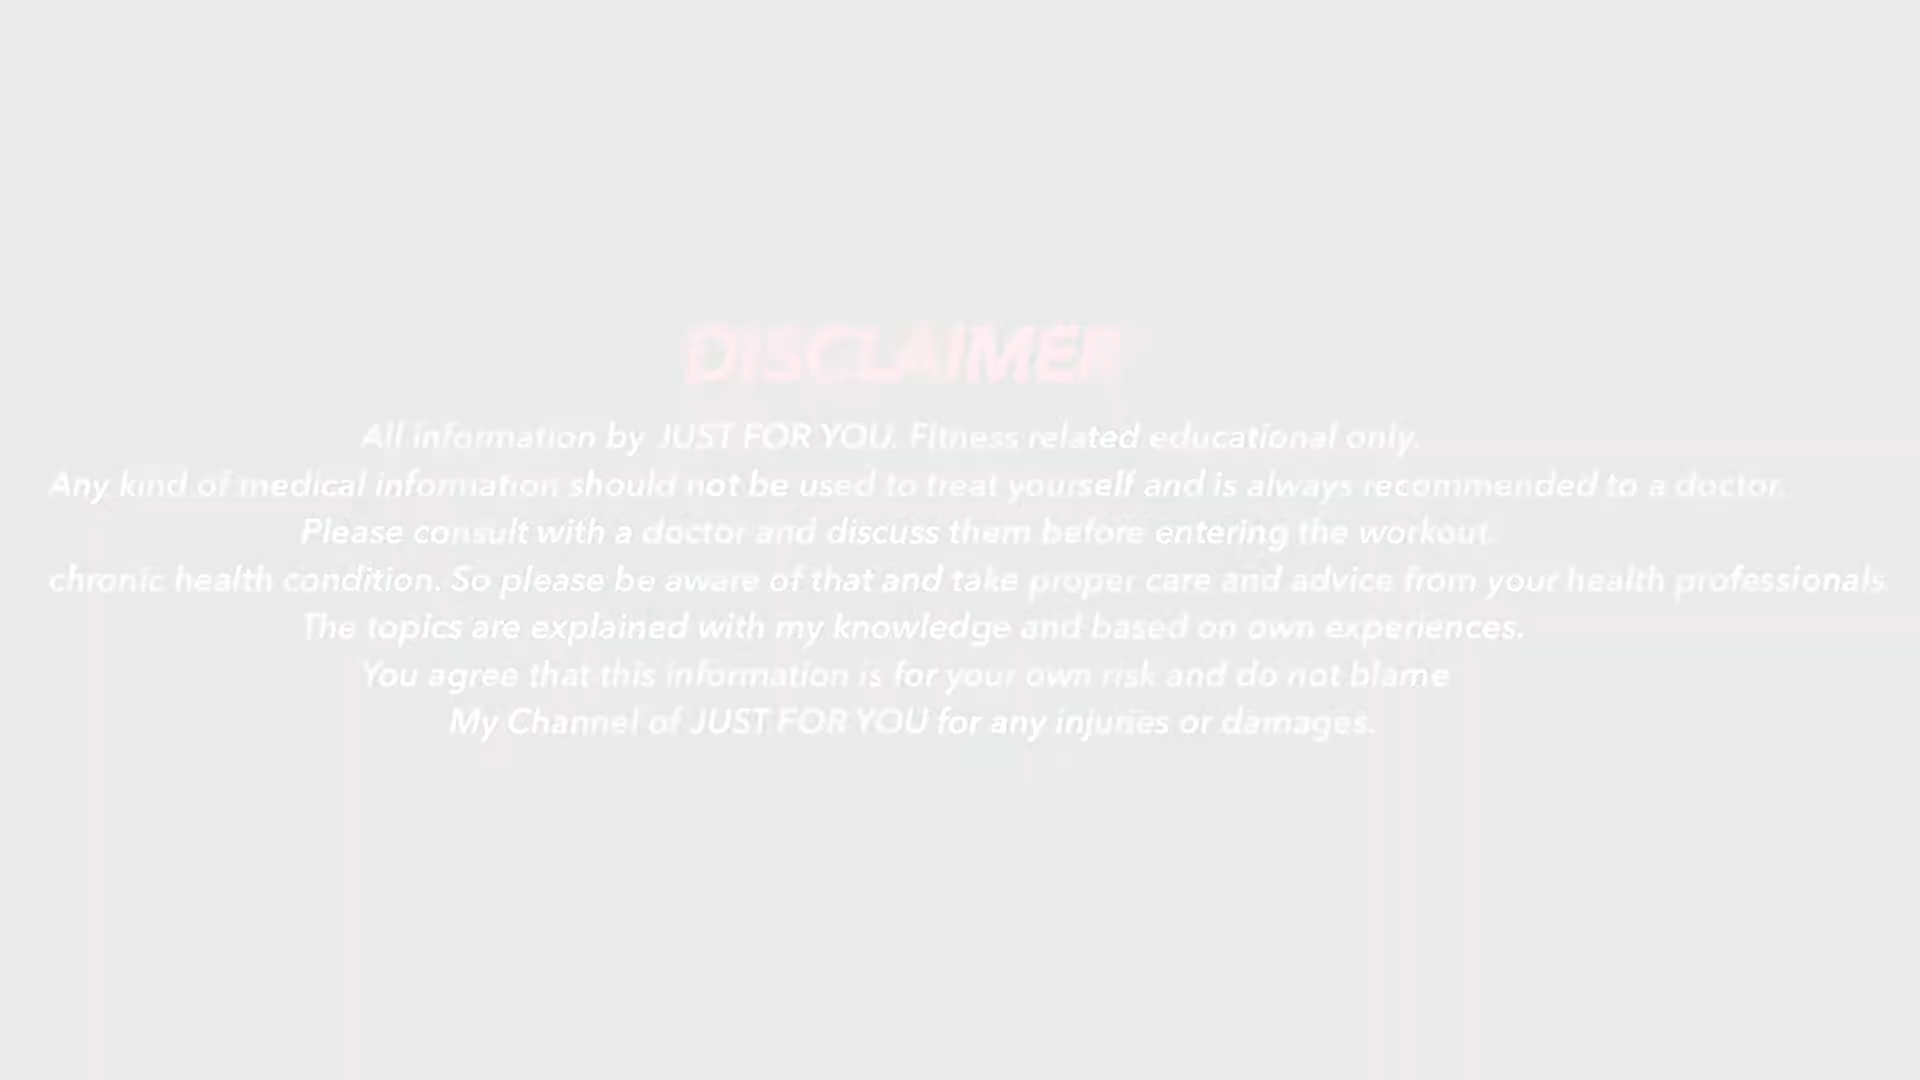 DISCLAIMER
All information by JUST FOR YOU. Fitness related educational only.
Any kind of medical information should not be used to treat yourself and is always recommended to a doctor.
Please consult with a doctor and discuss them before entering the workout.
chronic health condition. So please be aware of that and take proper care and advice from your health professionals.
The topics are explained with my knowledge and based on own experiences.
You agree that this information is for your own risk and do not blame
My Channel of JUST FOR YOU for any injuries or damages.